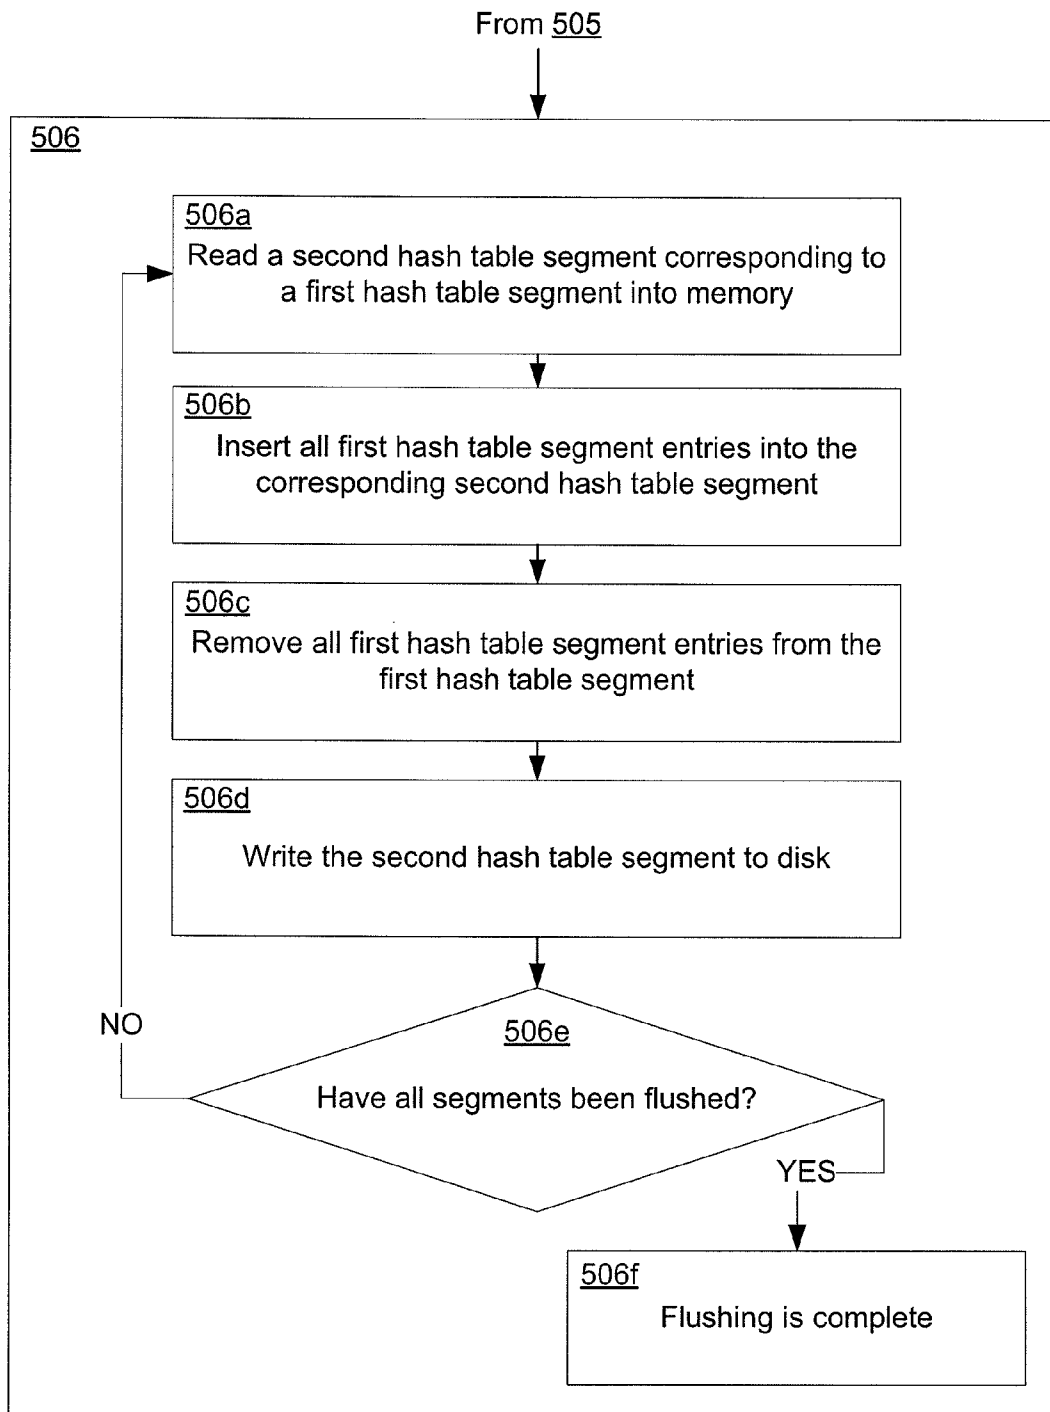 From 505
506
506a
Read a second hash table segment corresponding to
a first hash table segment into memory
506b
Insert all first hash table segment entries into the
corresponding second hash table segment
506c
Remove all first hash table segment entries from the
first hash table segment
506d
Write the second hash table segment to disk
NO
506e
Have all segments been flushed?
YES
506f
Flushing is complete